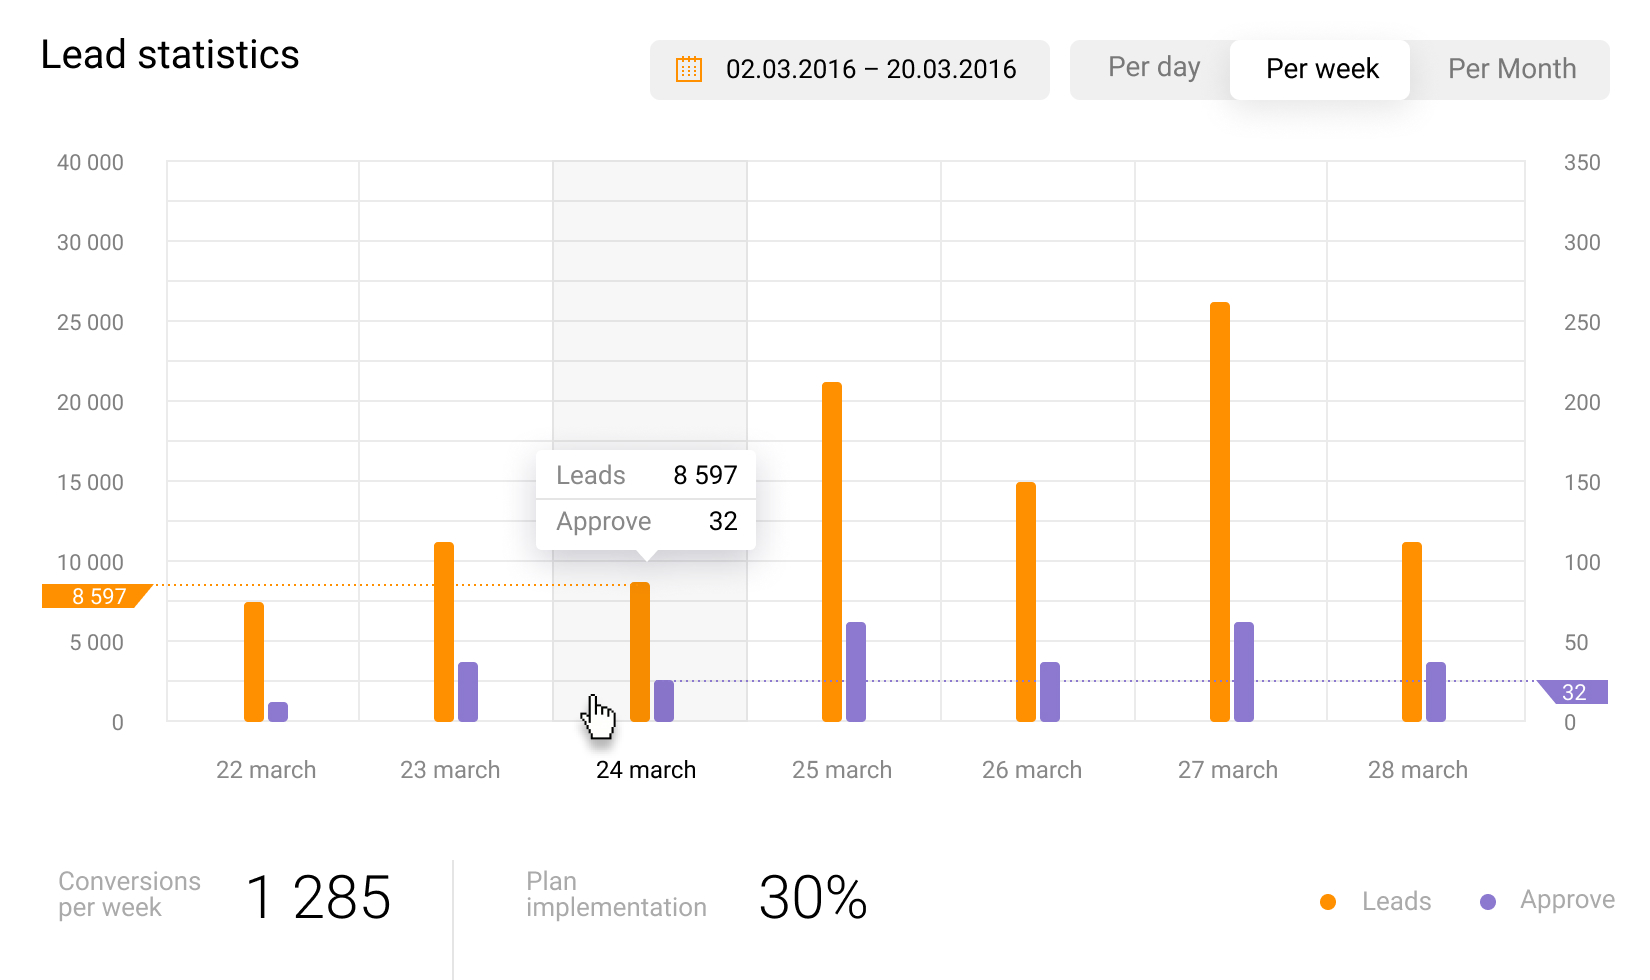 Lead statistics
02.03.2016 – 20.03.2016
Per day
Per week
Per Month
40 000
30 000
25 000
20 000
15 000
10 000
8 597
5 000
0
350
300
250
200
150
100
50
32
0
Leads 8 597
Approve 32
22 march
23 march
24 march
25 march
26 march
27 march
28 march
Conversions
per week
1 285
Plan
implementation
30%
Leads
Approve